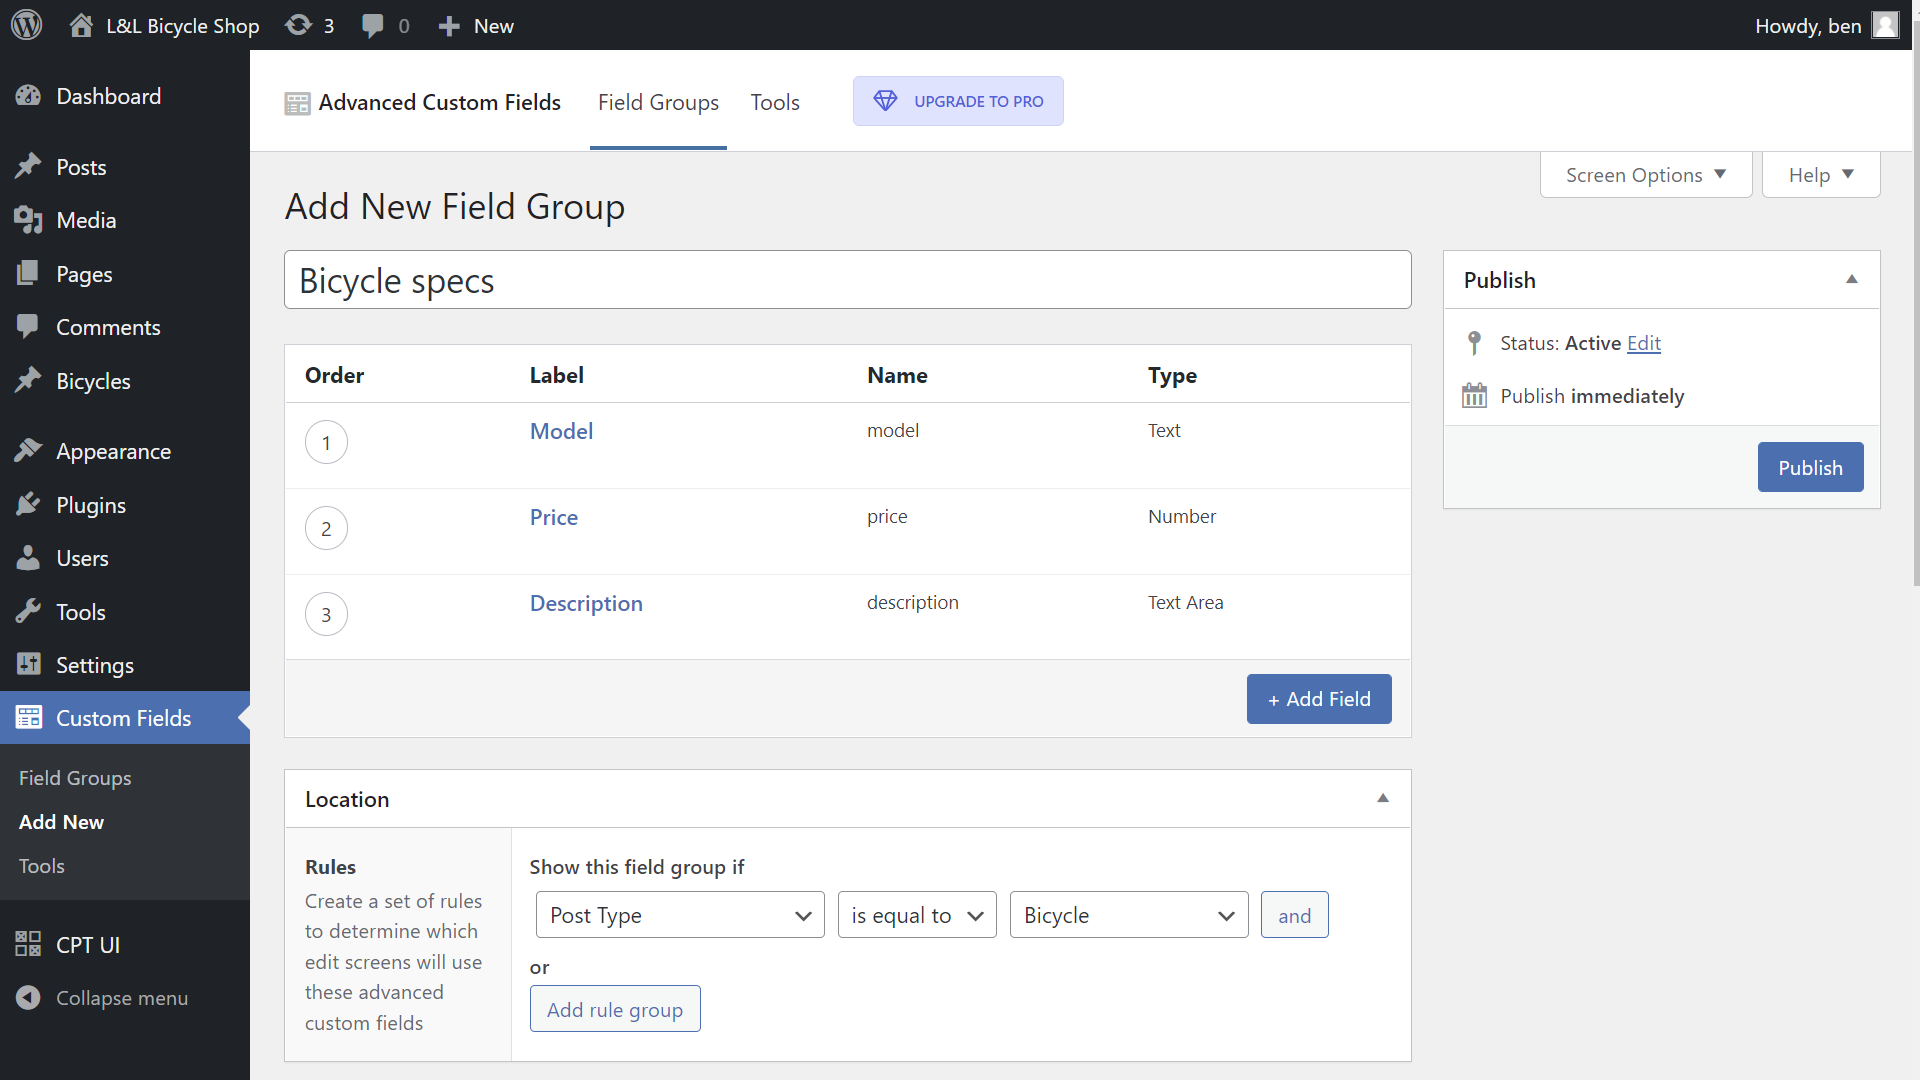 L&L Bicycle Shop 3 0 New Howdy, ben
Dashboard
Posts
Media
Pages
Comments
Bicycles
Appearance
Plugins
Users
Tools
Settings
Custom Fields
Field Groups
Add New
Tools
CPT UI
Collapse menu
Advanced Custom Fields Field Groups Tools UPGRADE TO PRO
Screen Options Help
Add New Field Group
Bicycle specs
Order Label Name Type
1 Model model Text
2 Price price Number
3 Description description Text Area
+ Add Field
Location
Rules
Create a set of rules
to determine which
edit screens will use
these advanced
custom fields
Show this field group if
Post Type is equal to Bicycle and
or
Add rule group
Publish
Status: Active Edit
Publish immediately
Publish